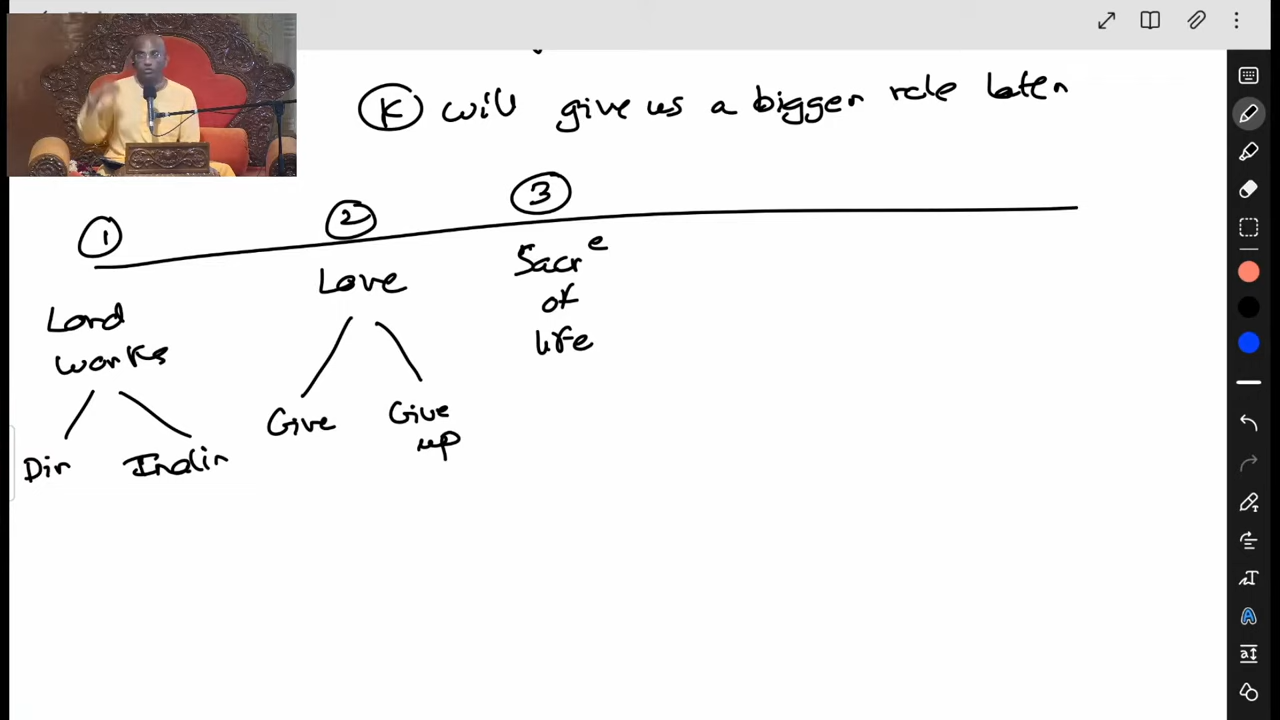 K will give us a bigger role later
1
2
3
Lord
works
Dir
Indir
Love
Give
Give
up
Sacr e
of
life